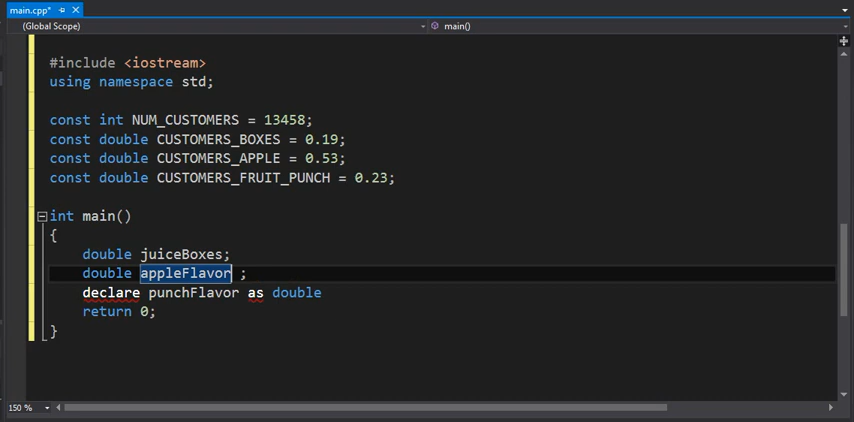 main.cpp*
(Global Scope) main()
#include <iostream>
using namespace std;
const int NUM_CUSTOMERS = 13458;
const double CUSTOMERS_BOXES = 0.19;
const double CUSTOMERS_APPLE = 0.53;
const double CUSTOMERS_FRUIT_PUNCH = 0.23;
int main()
{
double juiceBoxes;
double appleFlavor ;
declare punchFlavor as double
return 0;
}
150 %